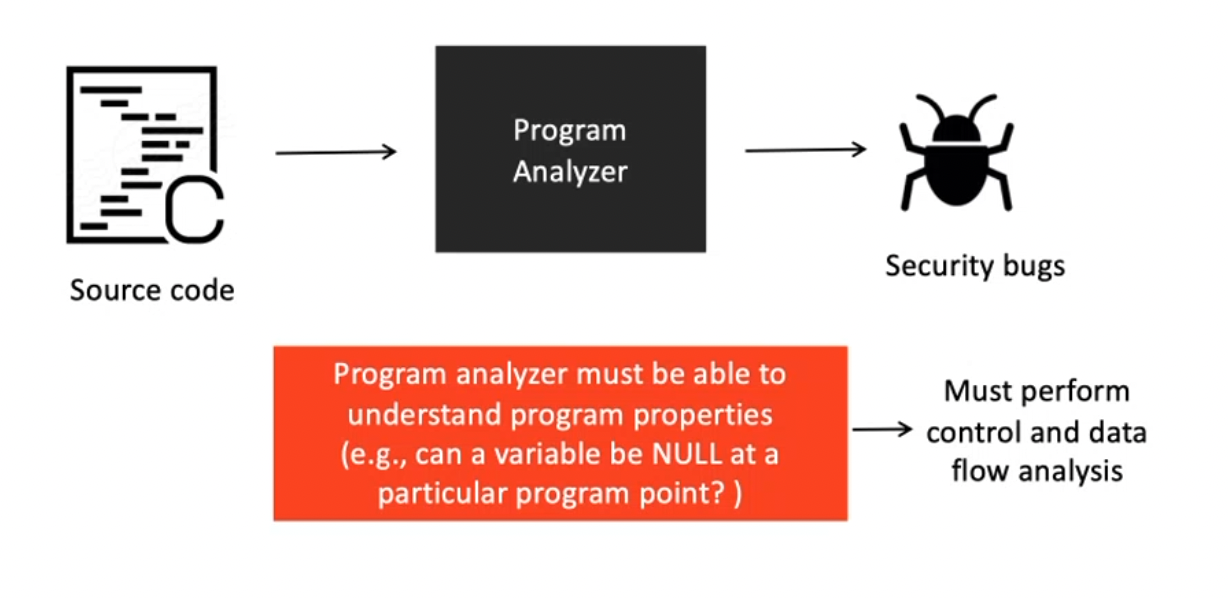 Program
Analyzer
C
Source code
Security bugs
Program analyzer must be able to
understand program properties
(e.g., can a variable be NULL at a
particular program point? )
Must perform
control and data
flow analysis